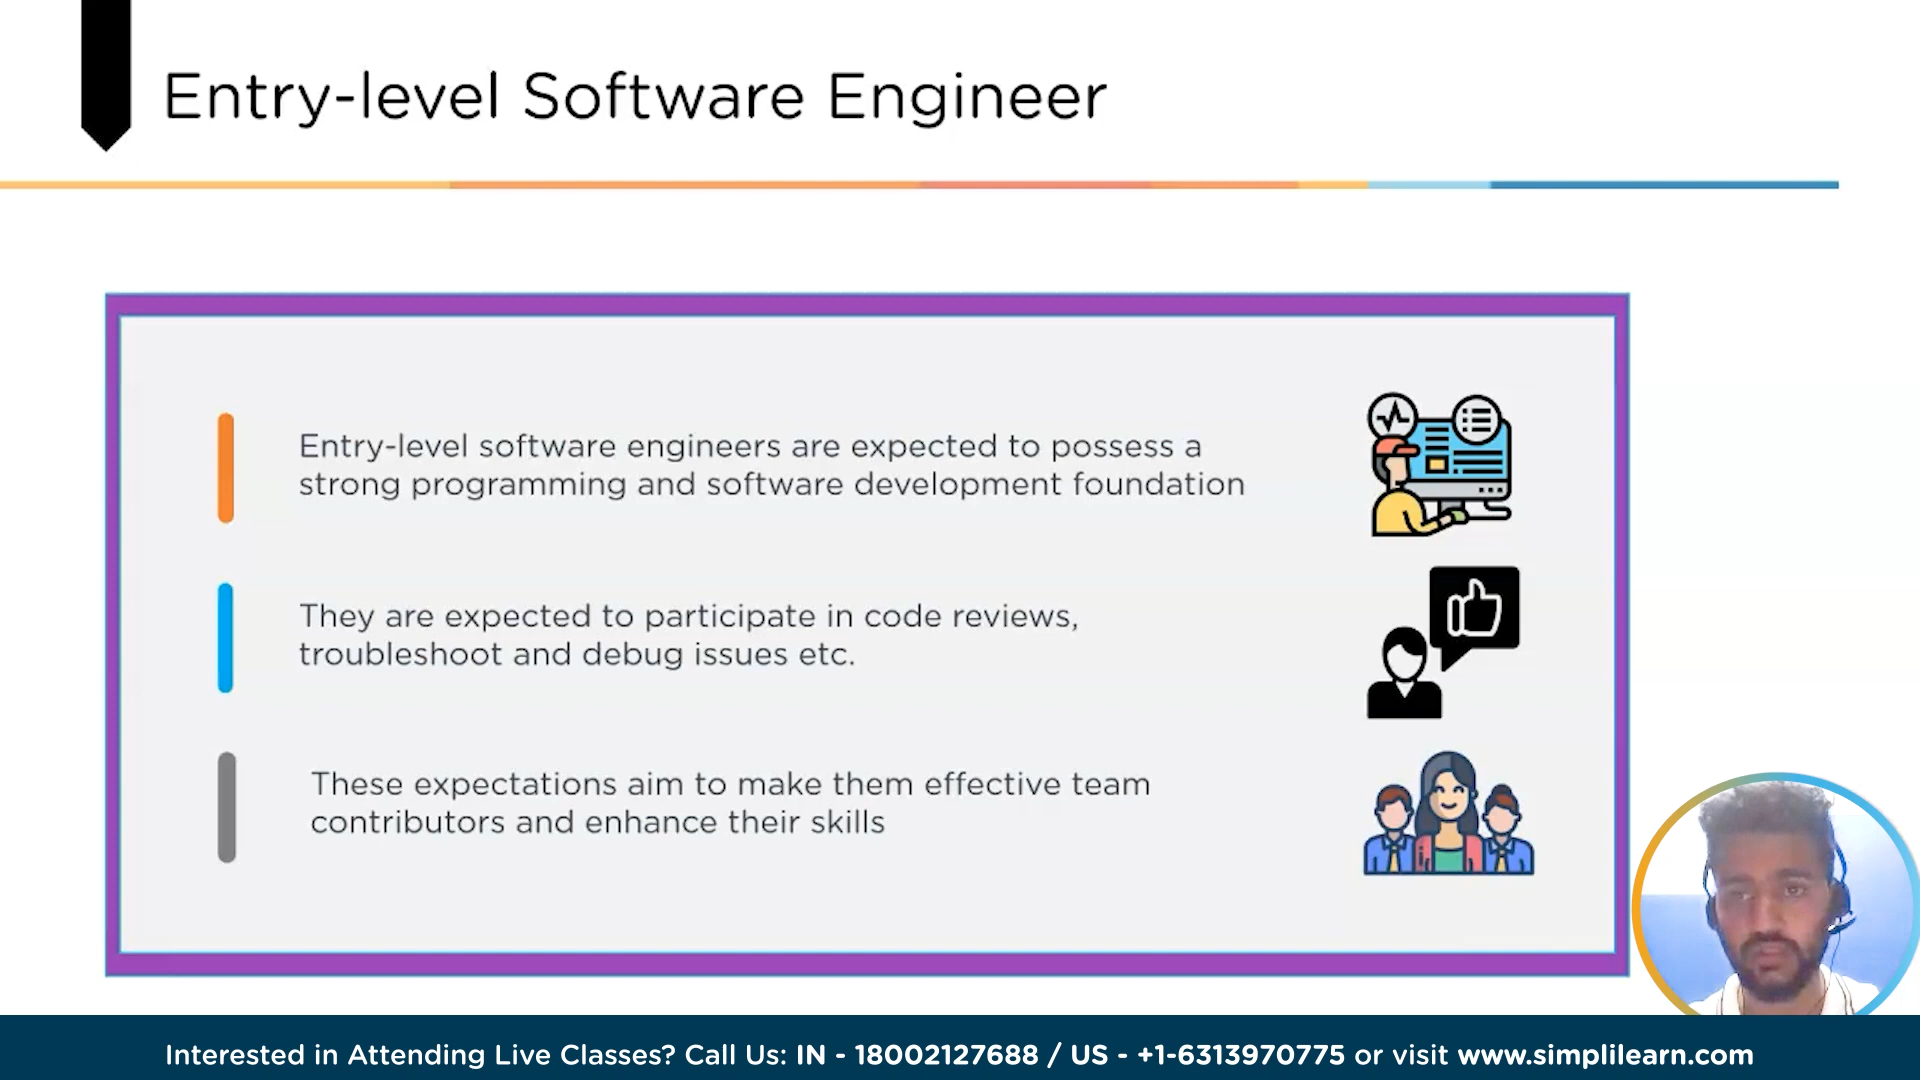 Entry-level Software Engineer
Entry-level software engineers are expected to possess a
strong programming and software development foundation
They are expected to participate in code reviews,
troubleshoot and debug issues etc.
These expectations aim to make them effective team
contributors and enhance their skills
Interested in Attending Live Classes? Call Us: IN - 18002127688 / US - +1-6313970775 or visit www.simplilearn.com